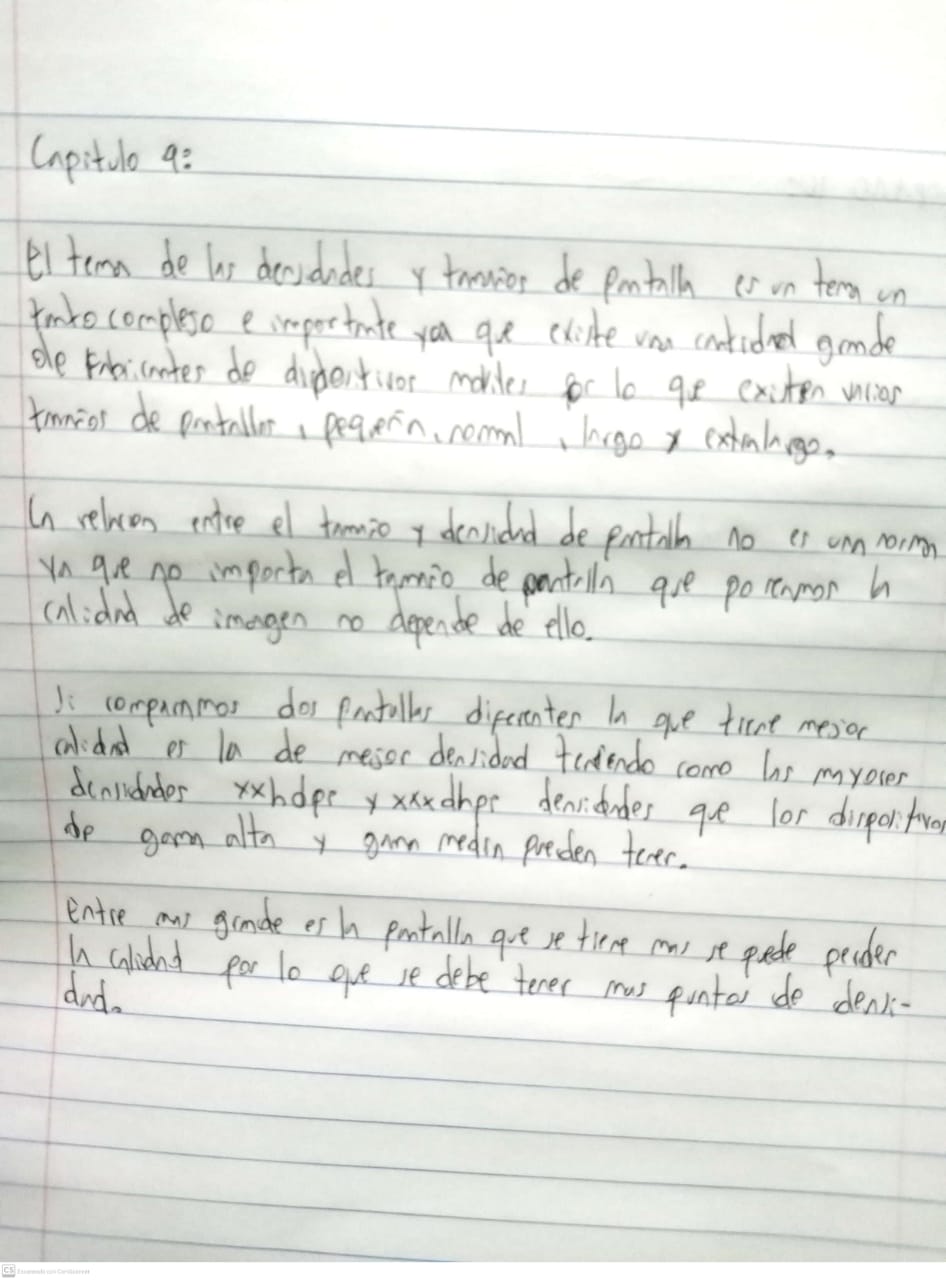 Capitulo 9:
El tema de las densidades y tamaños de pantalla es un tema un
tanto complejo e importante ya que existe una cantidad grande
de fabricantes de dispositivos moviles por lo que existen varios
tamaños de pantallas, pequeña, normal, largo y extralargo.
La relacion entre el tamaño y densidad de pantalla no es una norma
ya que no importa el tamaño de pantalla que poseamos la
calidad de imagen no depende de ello.
Si comparamos dos pantallas diferentes la que tiene mejor
calidad es la de mejor densidad teniendo como las mayores
densidades xxhdps y xxxdhps densidades que los dispositivos
de gama alta y gama media pueden tener.
Entre mas grande es la pantalla que se tiene mas se puede perder
la calidad por lo que se debe tener mas puntos de densi-
dad.
CS Escaneado con CamScanner